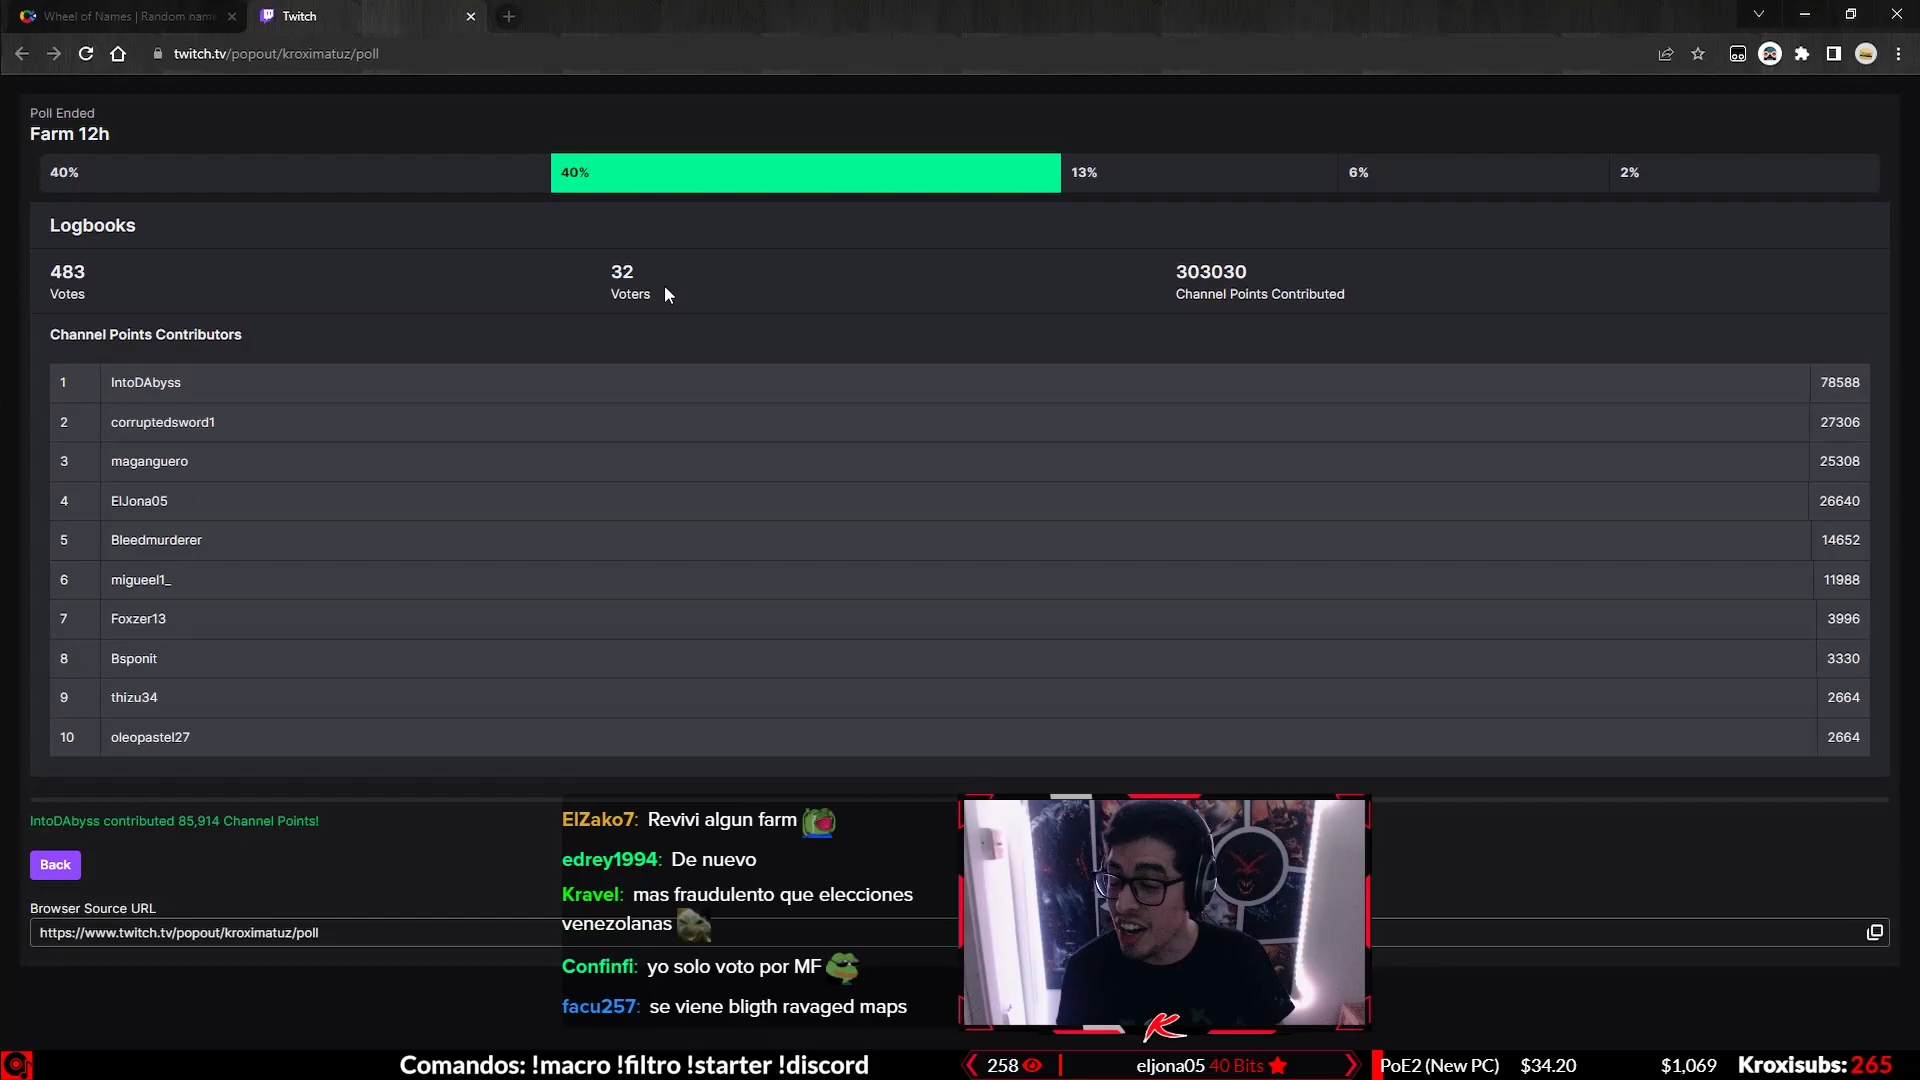 Wheel of Names | Random name
Twitch
twitch.tv/popout/kroximatuz/poll
Poll Ended
Farm 12h
40%
40%
13%
6%
2%
Logbooks
483
32
303030
Votes
Voters
Channel Points Contributed
Channel Points Contributors
1 IntoDAbyss 78588
2 corruptedsword1 27306
3 maganguero 25308
4 ElJona05 26640
5 Bleedmurderer 14652
6 migueel1_ 11988
7 Foxzer13 3996
8 Bsponit 3330
9 thizu34 2664
10 oleopastel27 2664
IntoDAbyss contributed 85,914 Channel Points!
Back
Browser Source URL
https://www.twitch.tv/popout/kroximatuz/poll
ElZako7: Revivi algun farm
edrey1994: De nuevo
Kravel: mas fraudulento que elecciones
venezolanas
Confinfi: yo solo voto por MF
facu257: se viene bligth ravaged maps
Comandos: !macro !filtro !starter !discord
258
eljona05 40 Bits
PoE2 (New PC) $34.20 $1,069
Kroxisubs: 265